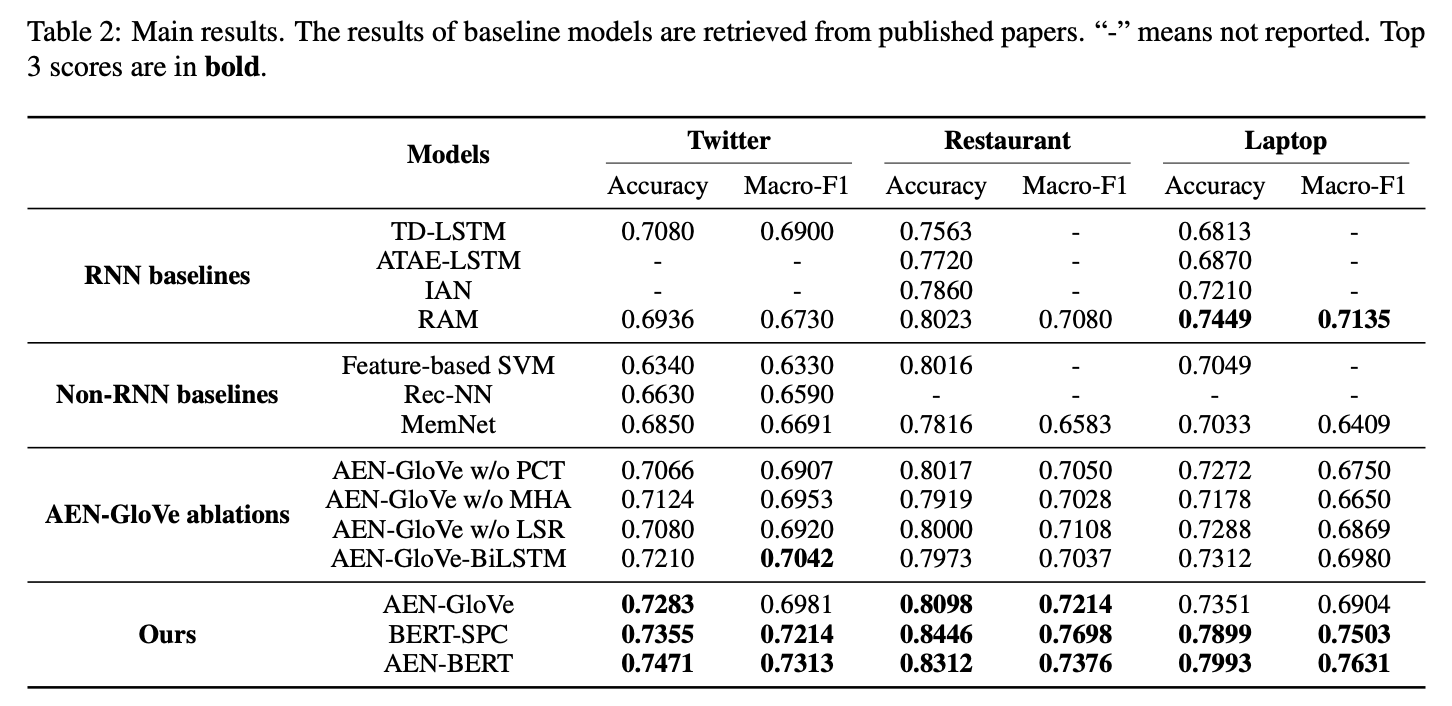 Table 2: Main results. The results of baseline models are retrieved from published papers. “-” means not reported. Top
3 scores are in bold.
Models Twitter Restaurant Laptop
Accuracy Macro-F1 Accuracy Macro-F1 Accuracy Macro-F1
RNN baselines
TD-LSTM 0.7080 0.6900 0.7563 - 0.6813 -
ATAE-LSTM - - 0.7720 - 0.6870 -
IAN - - 0.7860 - 0.7210 -
RAM 0.6936 0.6730 0.8023 0.7080 0.7449 0.7135
Non-RNN baselines
Feature-based SVM 0.6340 0.6330 0.8016 - 0.7049 -
Rec-NN 0.6630 0.6590 - - - -
MemNet 0.6850 0.6691 0.7816 0.6583 0.7033 0.6409
AEN-GloVe ablations
AEN-GloVe w/o PCT 0.7066 0.6907 0.8017 0.7050 0.7272 0.6750
AEN-GloVe w/o MHA 0.7124 0.6953 0.7919 0.7028 0.7178 0.6650
AEN-GloVe w/o LSR 0.7080 0.6920 0.8000 0.7108 0.7288 0.6869
AEN-GloVe-BiLSTM 0.7210 0.7042 0.7973 0.7037 0.7312 0.6980
Ours
AEN-GloVe 0.7283 0.6981 0.8098 0.7214 0.7351 0.6904
BERT-SPC 0.7355 0.7214 0.8446 0.7698 0.7899 0.7503
AEN-BERT 0.7471 0.7313 0.8312 0.7376 0.7993 0.7631